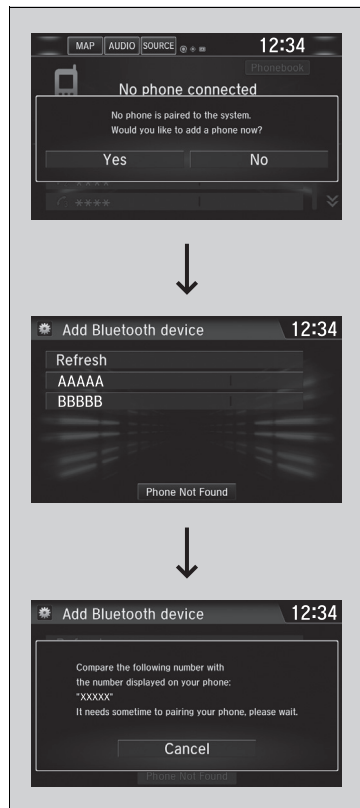 MAP AUDIO SOURCE 12:34
Phonebook
No phone connected
No phone is paired to the system.
Would you like to add a phone now?
Yes No
****
****
Add Bluetooth device 12:34
Refresh
AAAAA
BBBBB
Phone Not Found
Add Bluetooth device 12:34
Compare the following number with
the number displayed on your phone:
"XXXXX"
It needs sometime to pairing your phone, please wait.
Cancel
Phone Not Found